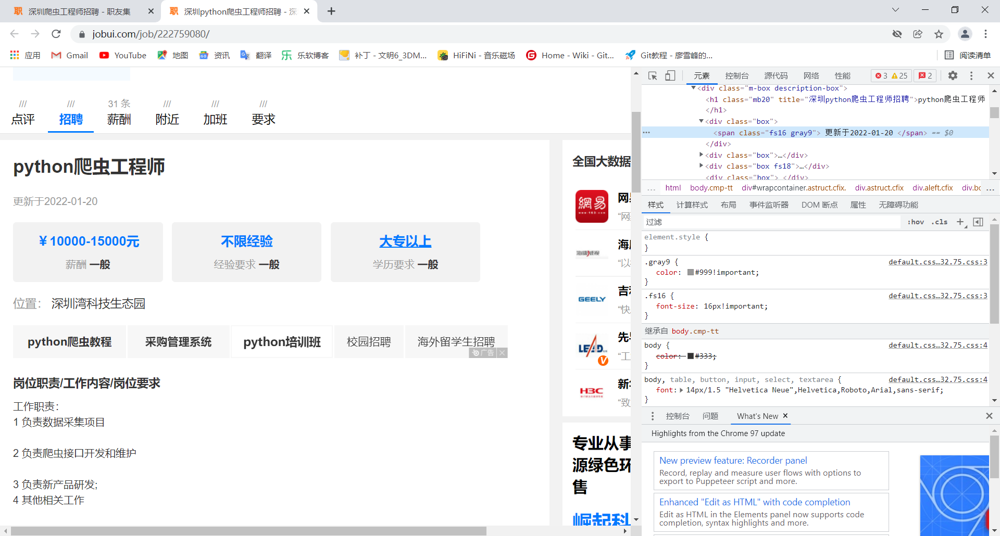 深圳爬虫工程师招聘 - 职友集
深圳python爬虫工程师招聘 - 深
jobui.com/job/222759080/
应用
Gmail
YouTube
地图
资讯
翻译
乐软博客
补丁 - 文明6_3DM...
HiFiNi - 音乐磁场
Home - Wiki - Git...
Git教程 - 廖雪峰的...
阅读清单
/// /// 31 条 /// /// ///
点评 招聘 薪酬 附近 加班 要求
python爬虫工程师
更新于2022-01-20
￥10000-15000元
薪酬 一般
不限经验
经验要求 一般
大专以上
学历要求 一般
位置： 深圳湾科技生态园
python爬虫教程
采购管理系统
python培训班
校园招聘
海外留学生招聘
广告
岗位职责/工作内容/岗位要求
工作职责：
1 负责数据采集项目
2 负责爬虫接口开发和维护
3 负责新产品研发;
4 其他相关工作
全国大数据
網易
www·163·com
海康威视
“以
GEELY
吉利
“快
LEAD
V
“工
H3C
新华
“致
专业从事
源绿色环
售
崛起科
元素 控制台 源代码 网络 性能 3 25 2
<div class="m-box description-box">
<h1 class="mb20" title="深圳python爬虫工程师招聘">python爬虫工程师
</h1>
<div class="box">
<span class="fs16 gray9"> 更新于2022-01-20 </span> == $0
</div>
<div class="box">…</div>
<div class="box fs18">…</div>
<div class="box"> </div>
... html body.cmp-tt div#wrapcontainer.astruct.cfix. div.astruct.cfix div.aleft.cfix div.bo ...
样式 计算样式 布局 事件监听器 DOM 断点 属性 无障碍功能
过滤 :hov .cls +
element.style {
}
.gray9 { default.css…32.75.css:3
color: #999!important;
}
.fs16 { default.css…32.75.css:3
font-size: 16px!important;
}
继承自 body.cmp-tt
body { default.css…32.75.css:4
color: #333;
}
body, table, button, input, select, textarea { default.css…32.75.css:4
font: 14px/1.5 "Helvetica Neue",Helvetica,Roboto,Arial,sans-serif;
}
控制台 问题 What's New ×
Highlights from the Chrome 97 update
New preview feature: Recorder panel
Record, replay and measure user flows with options to
export to Puppeteer script and more.
Enhanced "Edit as HTML" with code completion
Edit as HTML in the Elements panel now supports code
completion, syntax highlights and more.